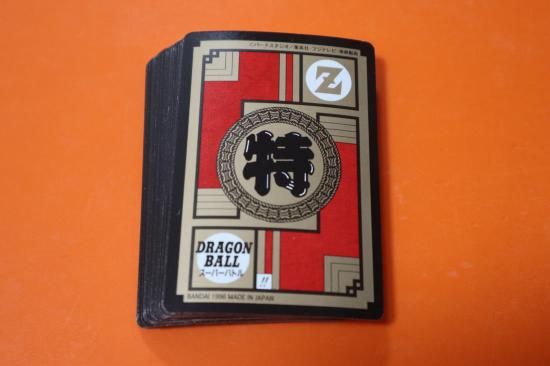 ©バードスタジオ/集英社 フジテレビ・東映動画
Z
特
DRAGON
BALL
スーパーバトル
!!
BANDAI 1996 MADE IN JAPAN